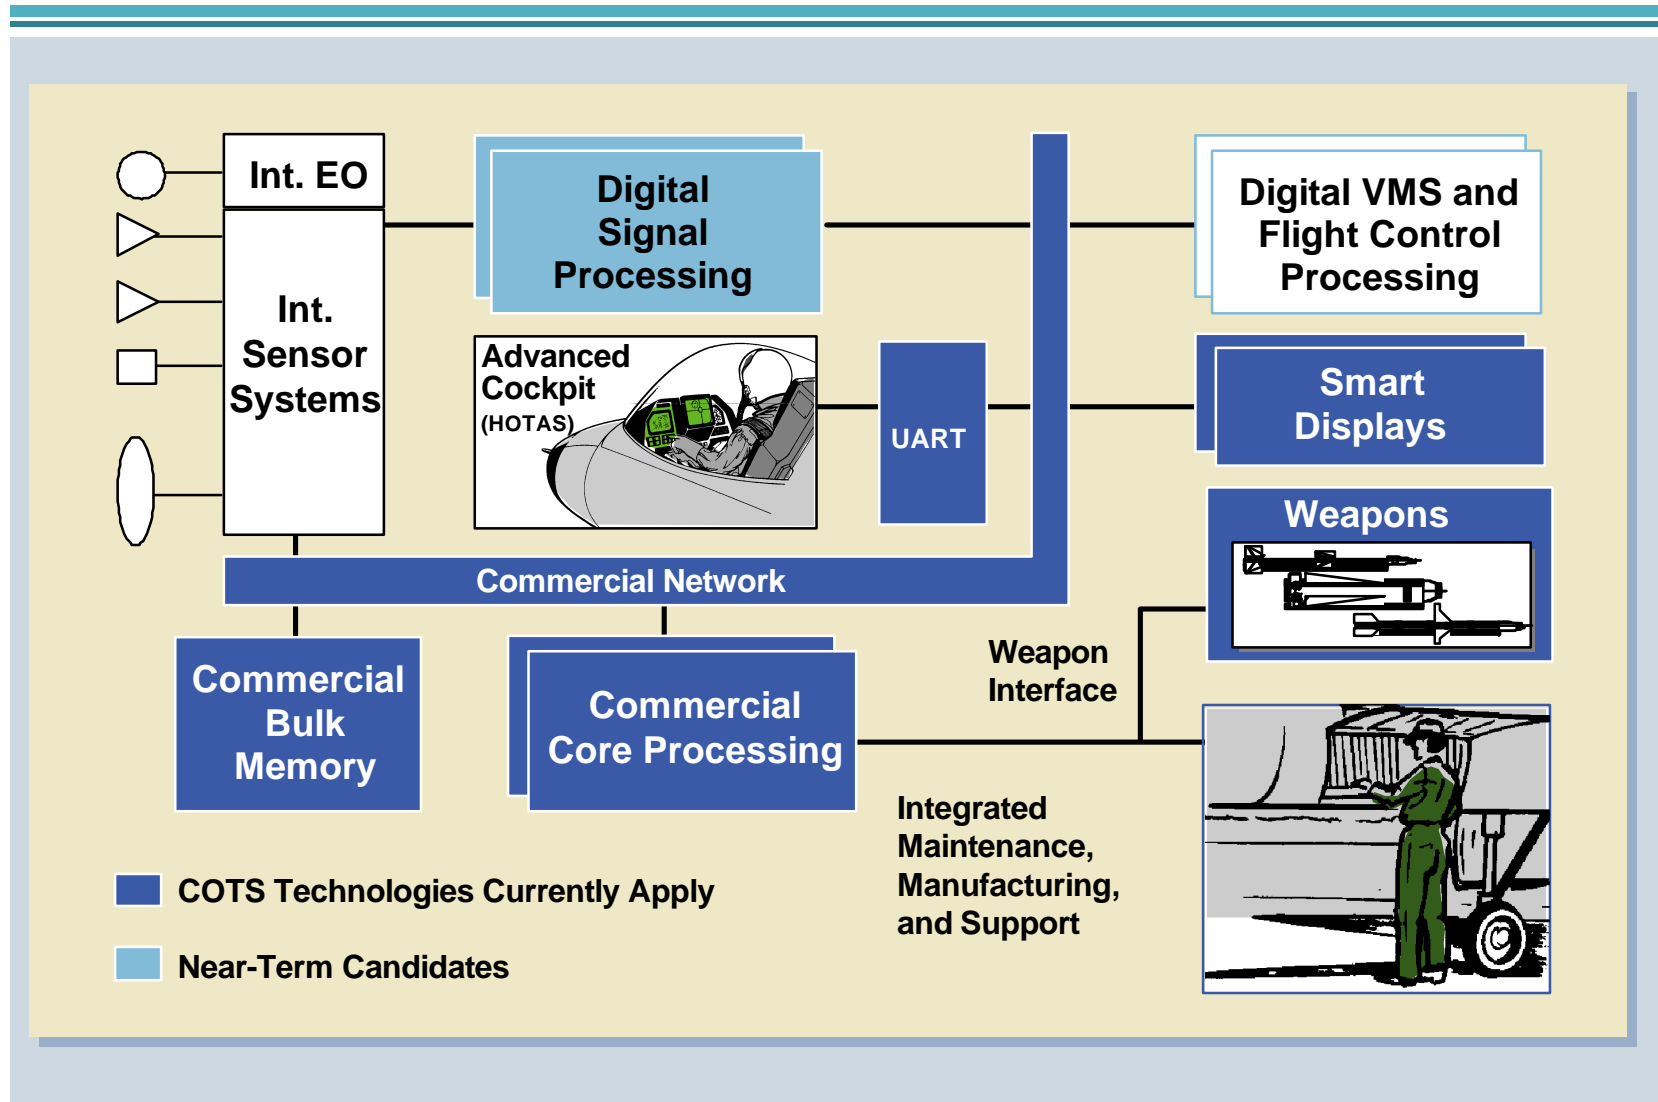 Int. EO
Int.
Sensor
Systems
Digital
Signal
Processing
Digital VMS and
Flight Control
Processing
Advanced
Cockpit
(HOTAS)
UART
Smart
Displays
Weapons
Commercial Network
Commercial
Bulk
Memory
Commercial
Core Processing
Weapon
Interface
Integrated
Maintenance,
Manufacturing,
and Support
COTS Technologies Currently Apply
Near-Term Candidates